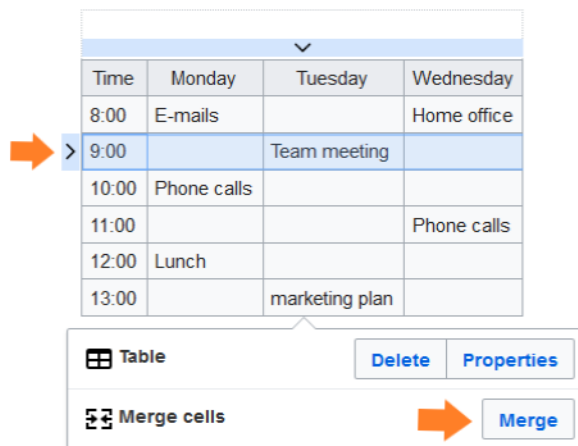 Time Monday Tuesday Wednesday
8:00 E-mails Home office
9:00 Team meeting
10:00 Phone calls
11:00 Phone calls
12:00 Lunch
13:00 marketing plan
Table Delete Properties
Merge cells Merge